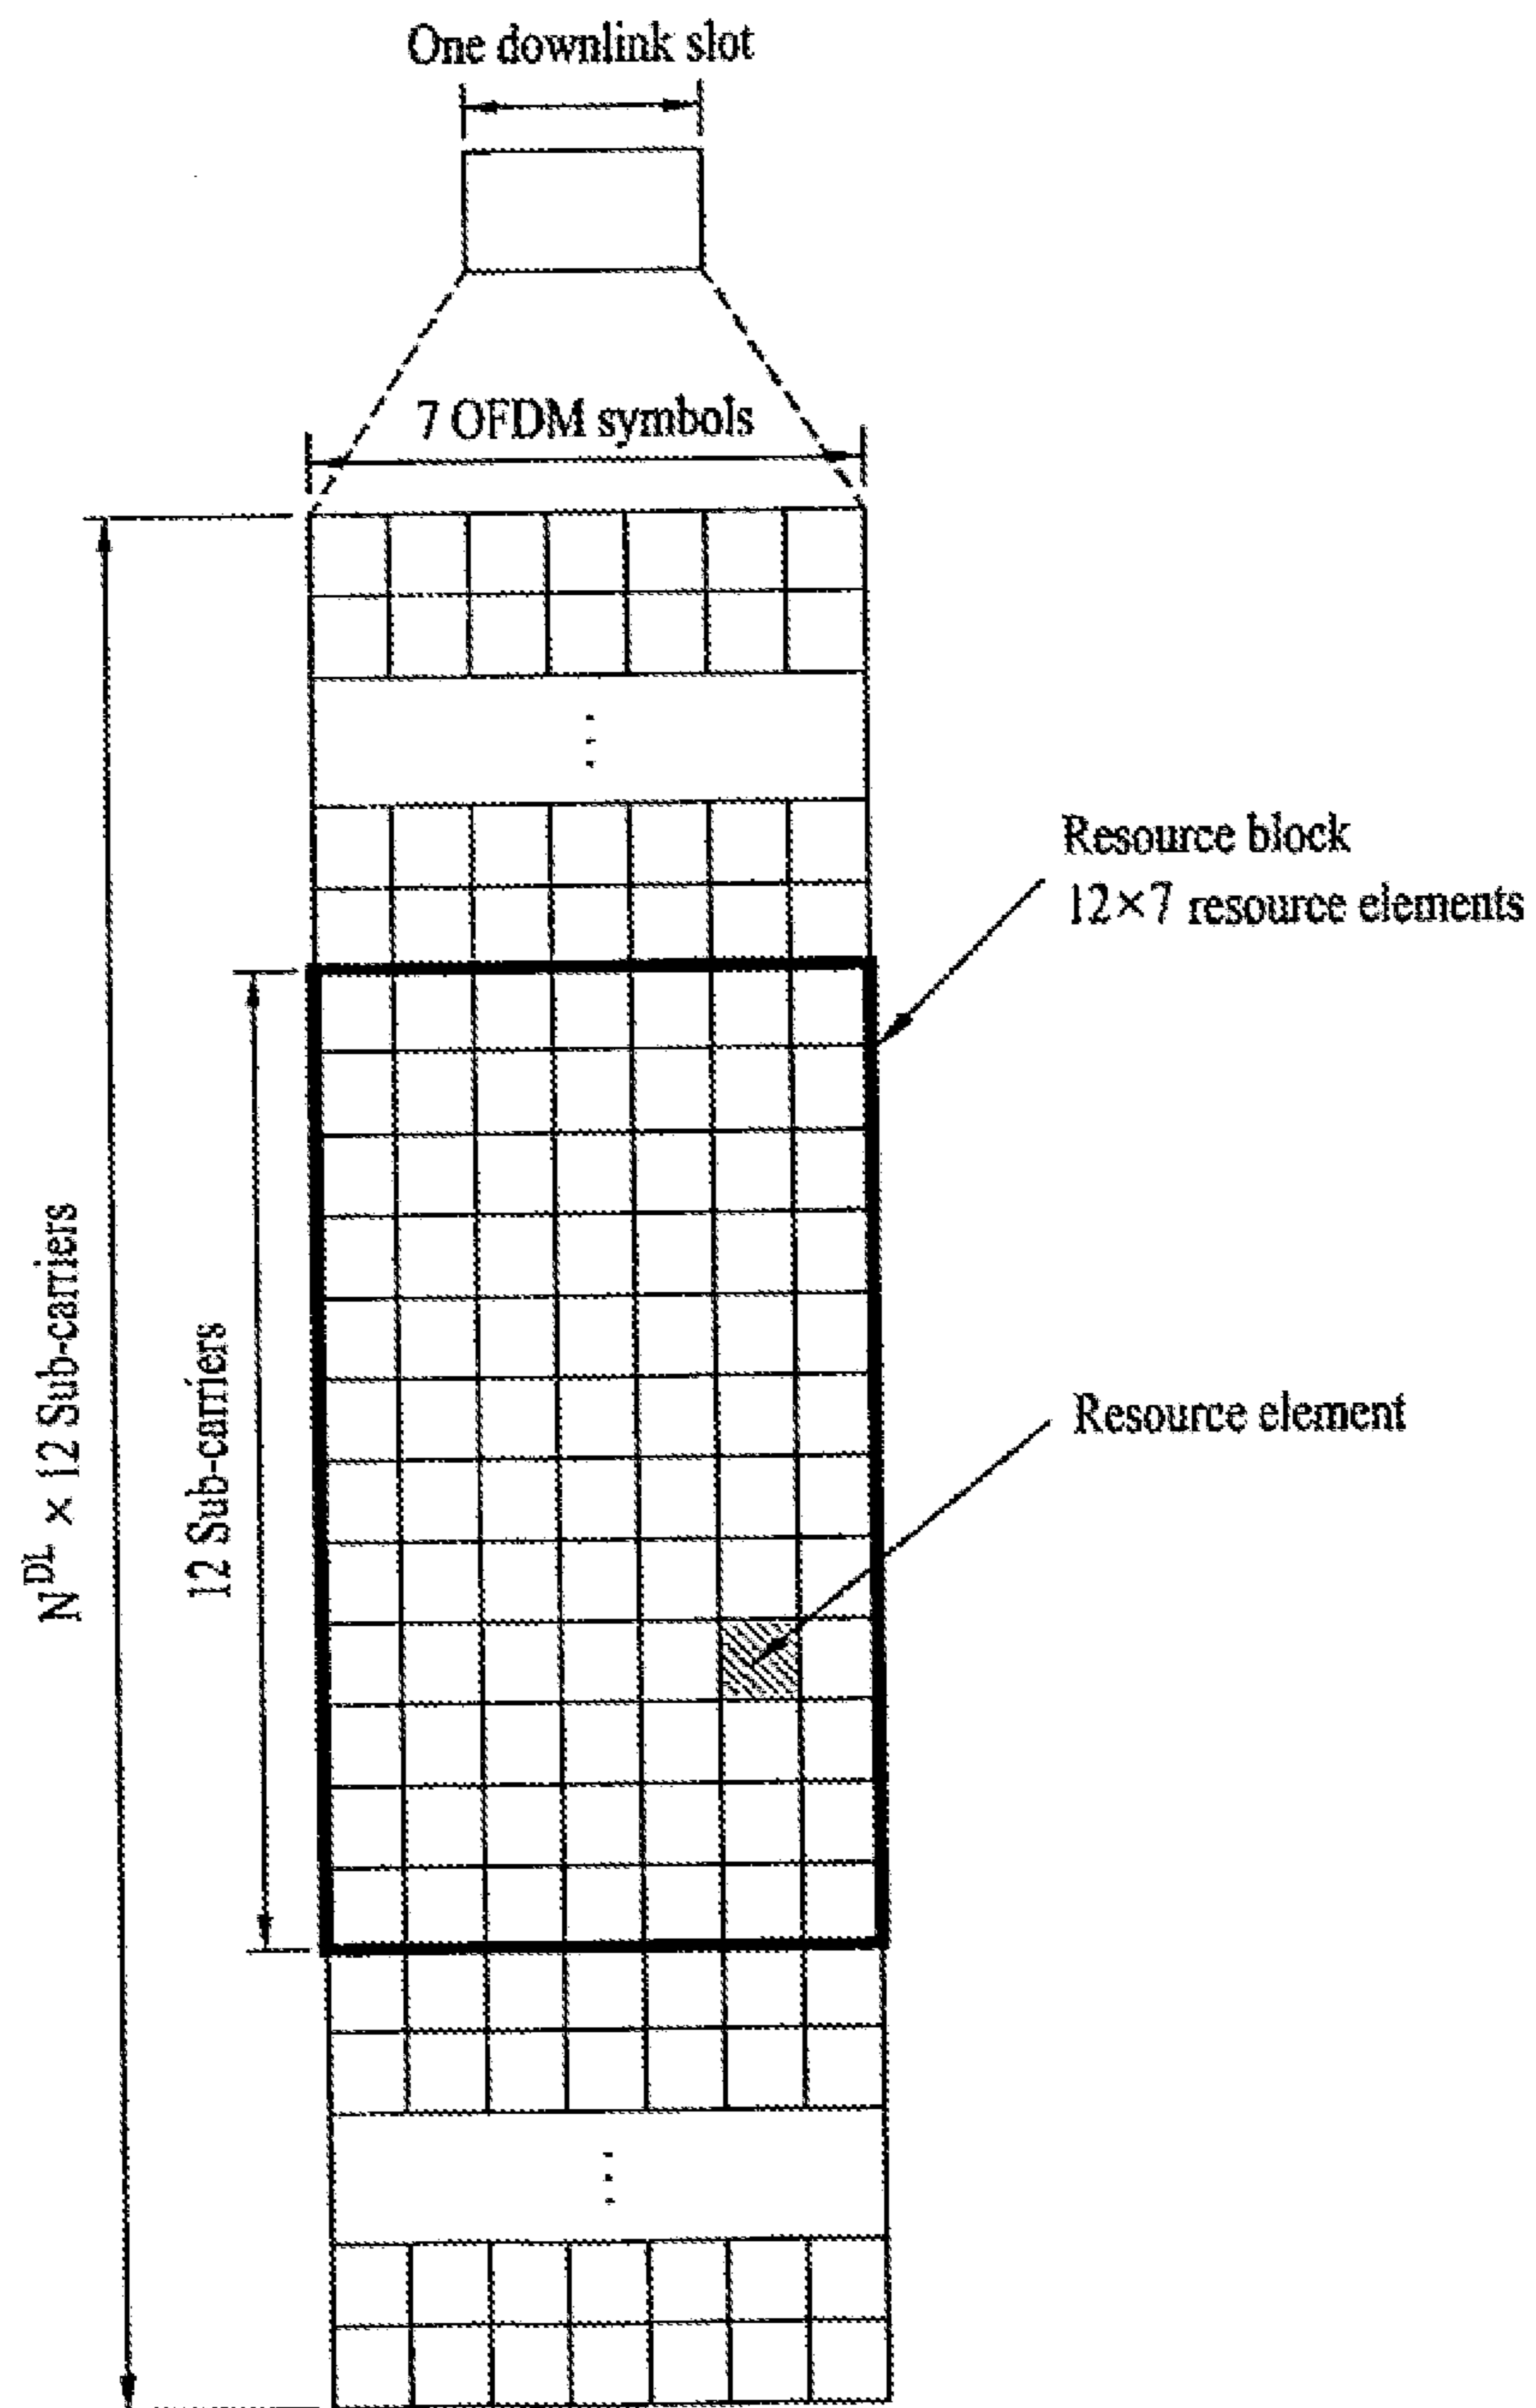 One downlink slot
7 OFDM symbols
Resource block
12×7 resource elements
Resource element
12 Sub-carriers
N^DL × 12 Sub-carriers